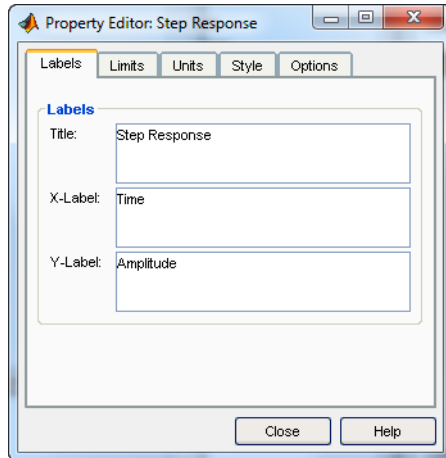 Property Editor: Step Response
Labels Limits Units Style Options
Labels
Title: Step Response
X-Label: Time
Y-Label: Amplitude
Close Help